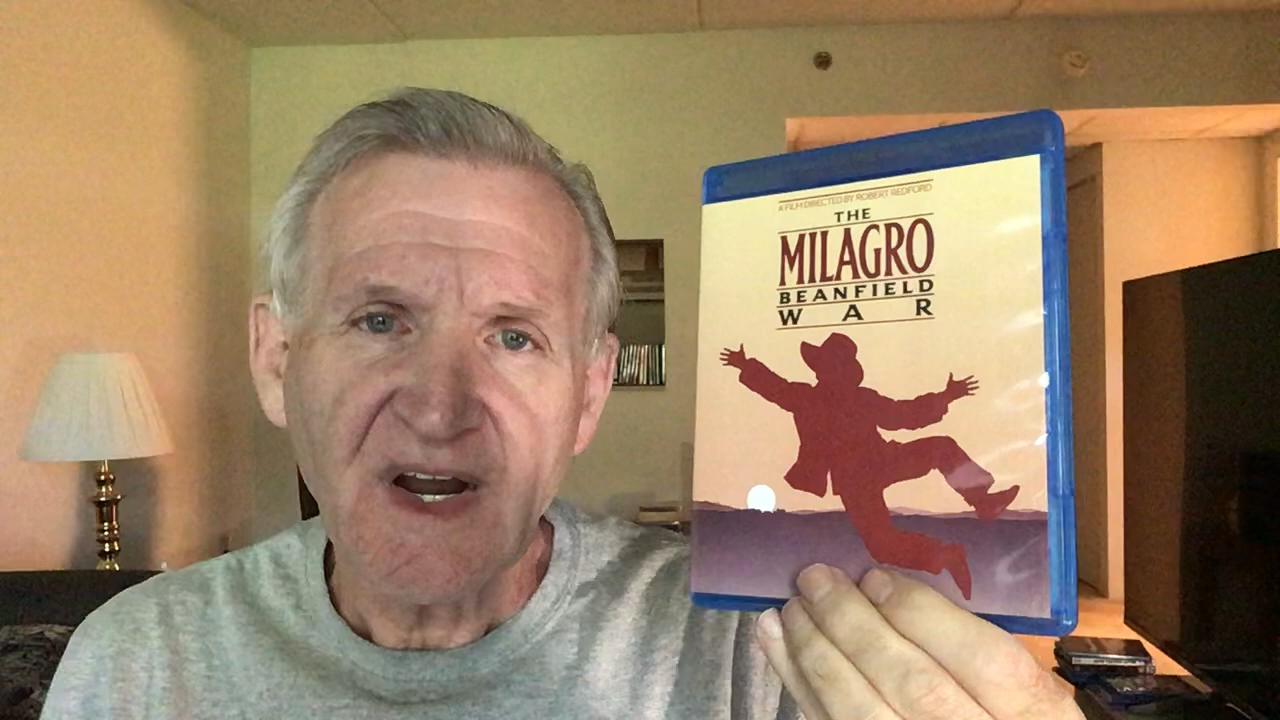 A FILM DIRECTED BY ROBERT REDFORD
THE
MILAGRO
BEANFIELD
WAR